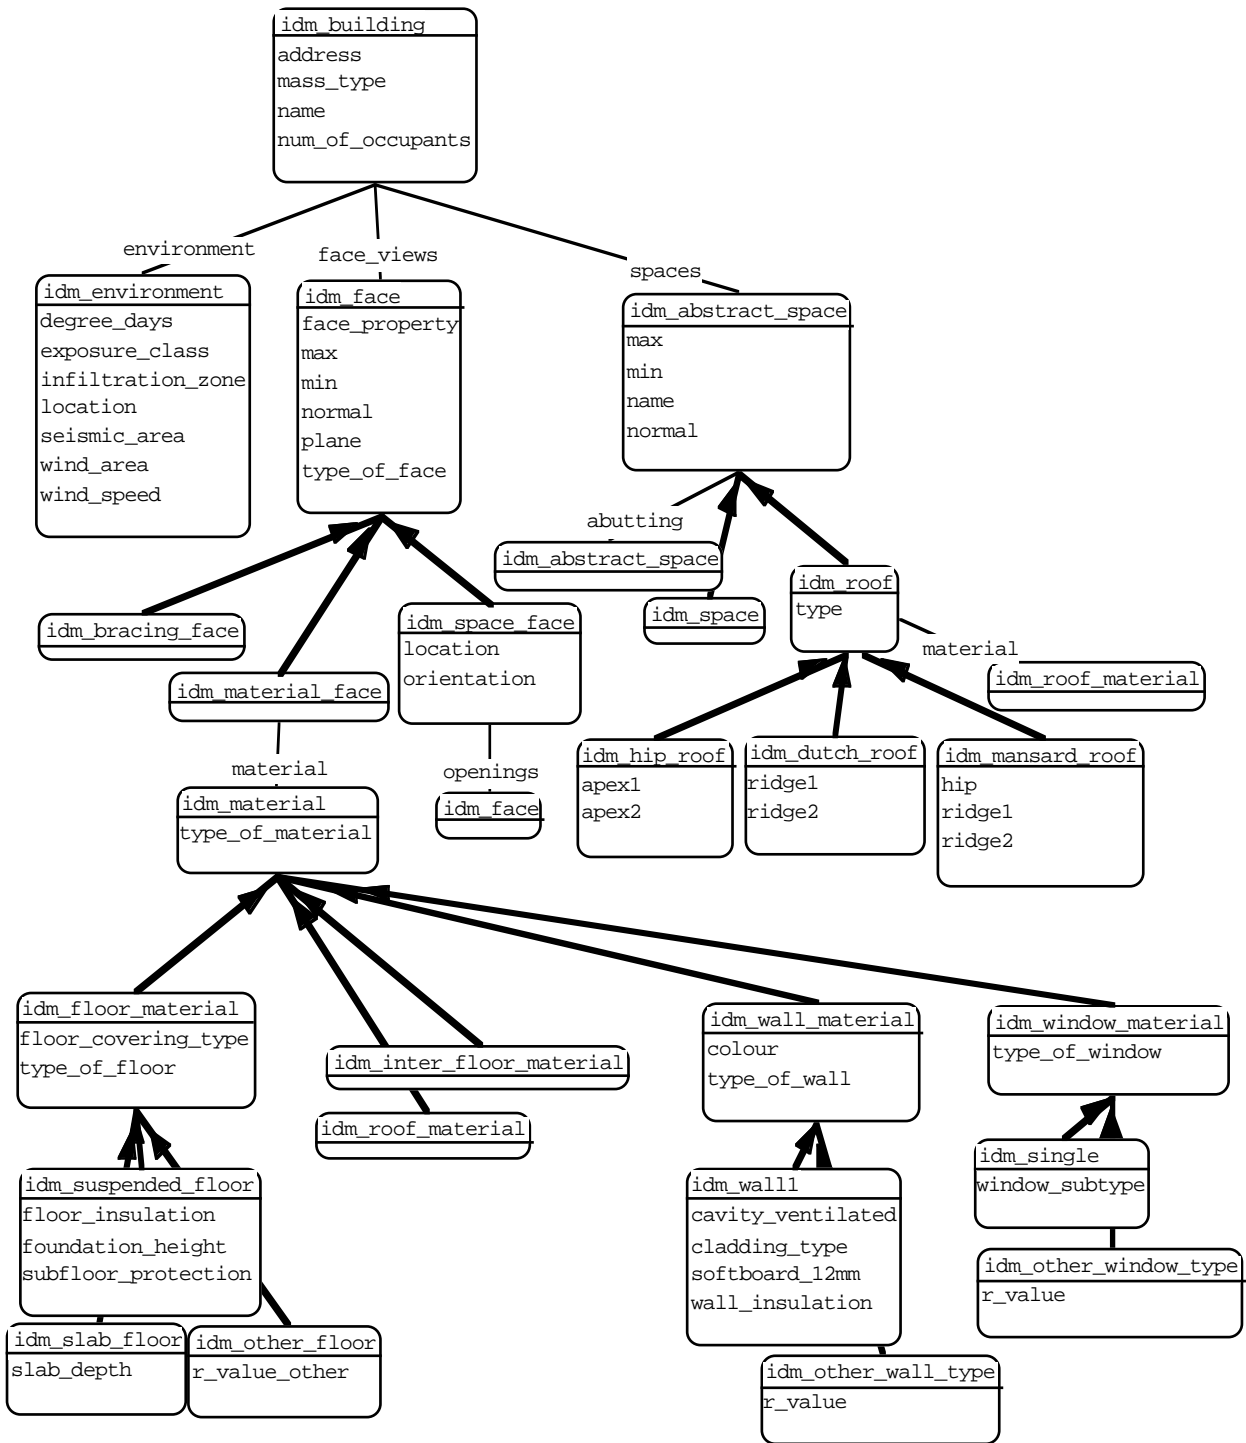 idm_building
address
mass_type
name
num_of_occupants
environment
face_views
spaces
idm_environment
degree_days
exposure_class
infiltration_zone
location
seismic_area
wind_area
wind_speed
idm_face
face_property
max
min
normal
plane
type_of_face
idm_abstract_space
max
min
name
normal
abutting
idm_abstract_space
idm_space
idm_roof
type
material
idm_roof_material
idm_bracing_face
idm_material_face
idm_space_face
location
orientation
material
openings
idm_face
idm_hip_roof
apex1
apex2
idm_dutch_roof
ridge1
ridge2
idm_mansard_roof
hip
ridge1
ridge2
idm_material
type_of_material
idm_floor_material
floor_covering_type
type_of_floor
idm_inter_floor_material
idm_roof_material
idm_wall_material
colour
type_of_wall
idm_window_material
type_of_window
idm_suspended_floor
floor_insulation
foundation_height
subfloor_protection
idm_slab_floor
slab_depth
idm_other_floor
r_value_other
idm_wall1
cavity_ventilated
cladding_type
softboard_12mm
wall_insulation
idm_other_wall_type
r_value
idm_single
window_subtype
idm_other_window_type
r_value